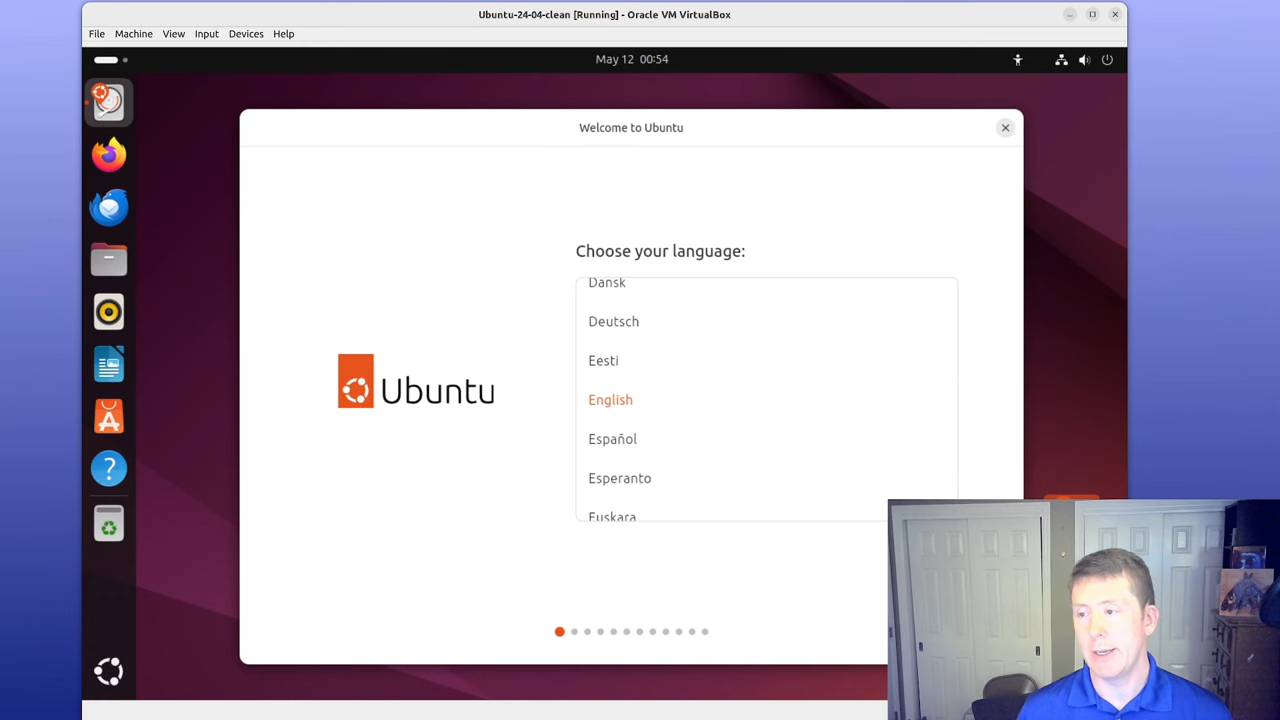 Ubuntu-24-04-clean [Running] - Oracle VM VirtualBox
File Machine View Input Devices Help
May 12 00:54
Welcome to Ubuntu
Choose your language:
Dansk
Deutsch
Eesti
English
Español
Esperanto
Euskara
Ubuntu